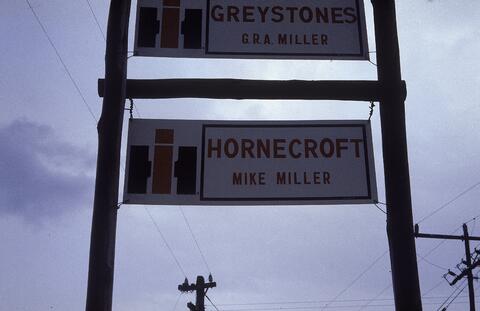 GREYSTONES
G.R.A. MILLER
HORNECROFT
MIKE MILLER